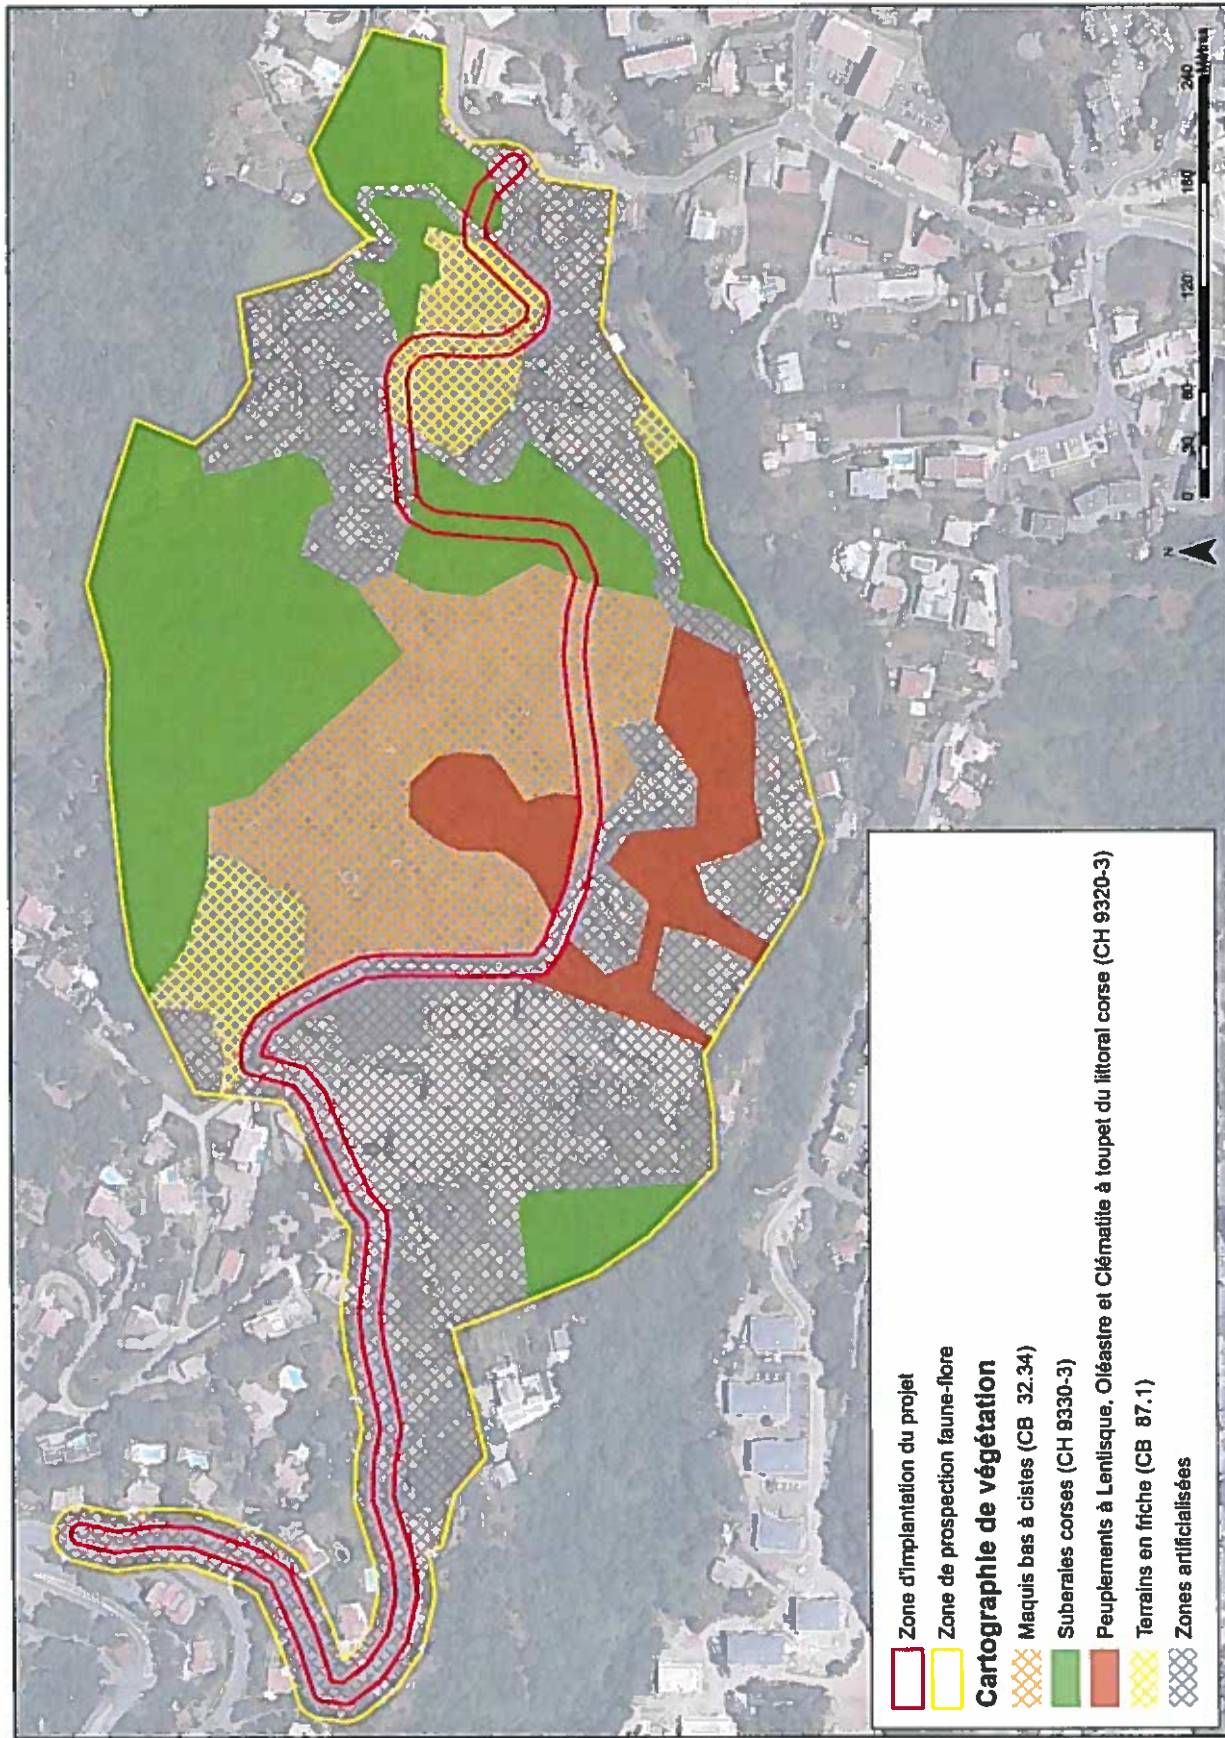 Zone d'implantation du projet
Zone de prospection faune-flore
Cartographie de végétation
Maquis bas à cistes (CB 32.34)
Suberaies corses (CH 9330-3)
Peuplements à Lentisque, Oléastre et Clématite à toupet du littoral corse (CH 9320-3)
Terrains en friche (CB 87.1)
Zones artificialisées
N
0 30 60 120 180 240